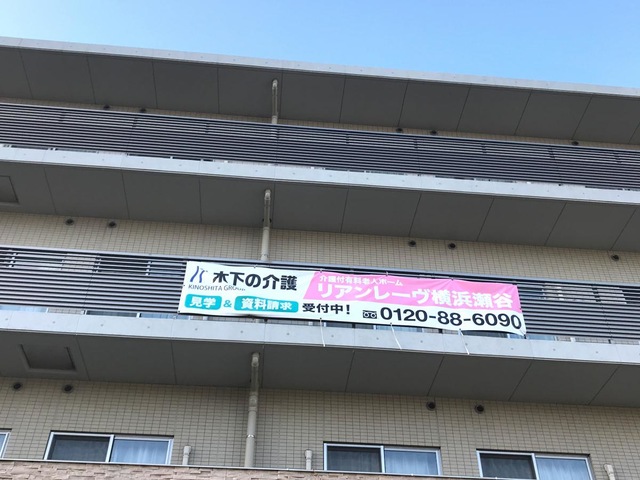 木下の介護
KINOSHITA GROUP
介護付有料老人ホーム
リアンレーヴ横浜瀬谷
見学 & 資料請求 受付中!
0120-88-6090